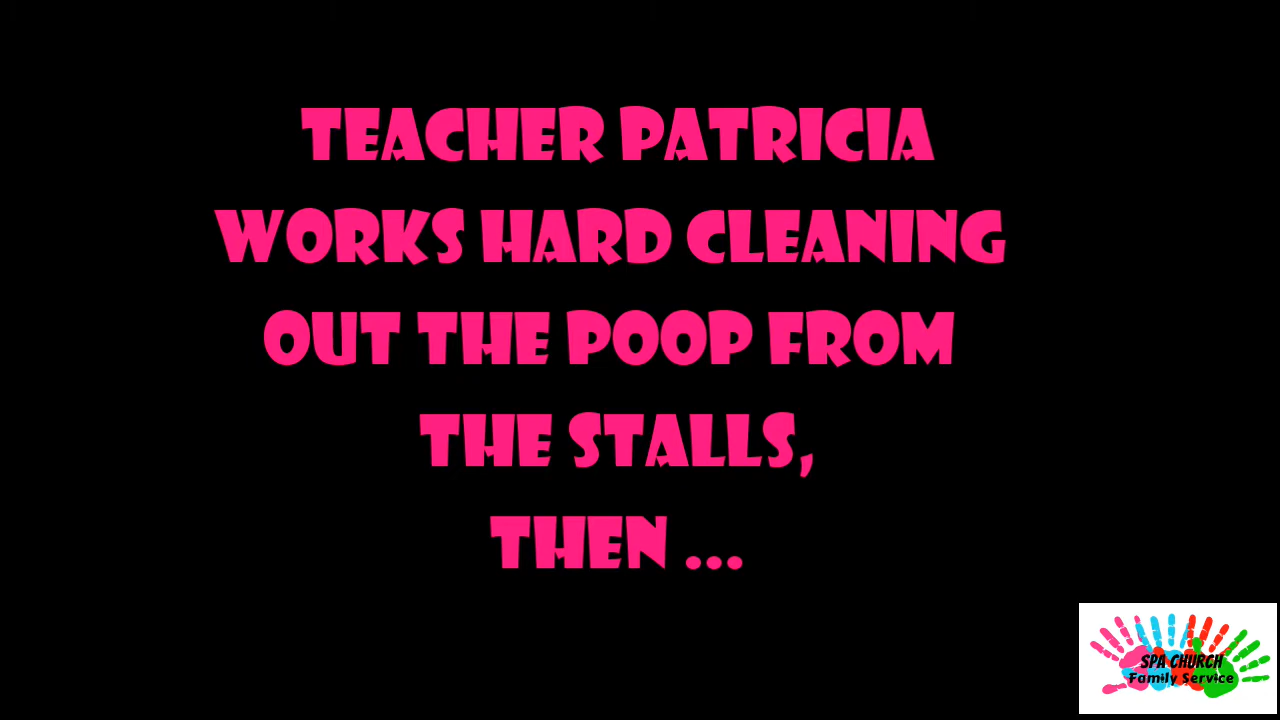 TEACHER PATRICIA
WORKS HARD CLEANING
OUT THE POOP FROM
THE STALLS,
THEN ...
SPA CHURCH
Family Service